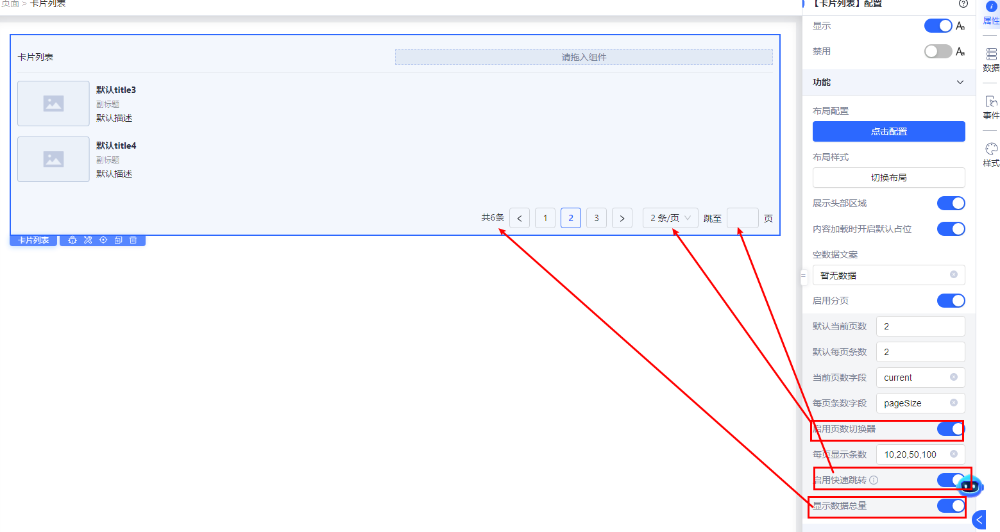 页面 > 卡片列表
卡片列表
请拖入组件
默认title3
副标题
默认描述
默认title4
副标题
默认描述
共6条 < 1 2 3 > 2 条/页 跳至 页
卡片列表
【卡片列表】配置
显示
禁用
功能
布局配置
点击配置
布局样式
切换布局
展示头部区域
内容加载时开启默认占位
空数据文案
暂无数据
启用分页
默认当前页数 2
默认每页条数 2
当前页数字段 current
每页条数字段 pageSize
启用页数切换器
每页显示条数 10,20,50,100
启用快速跳转
显示数据总量
属性
数据
事件
样式